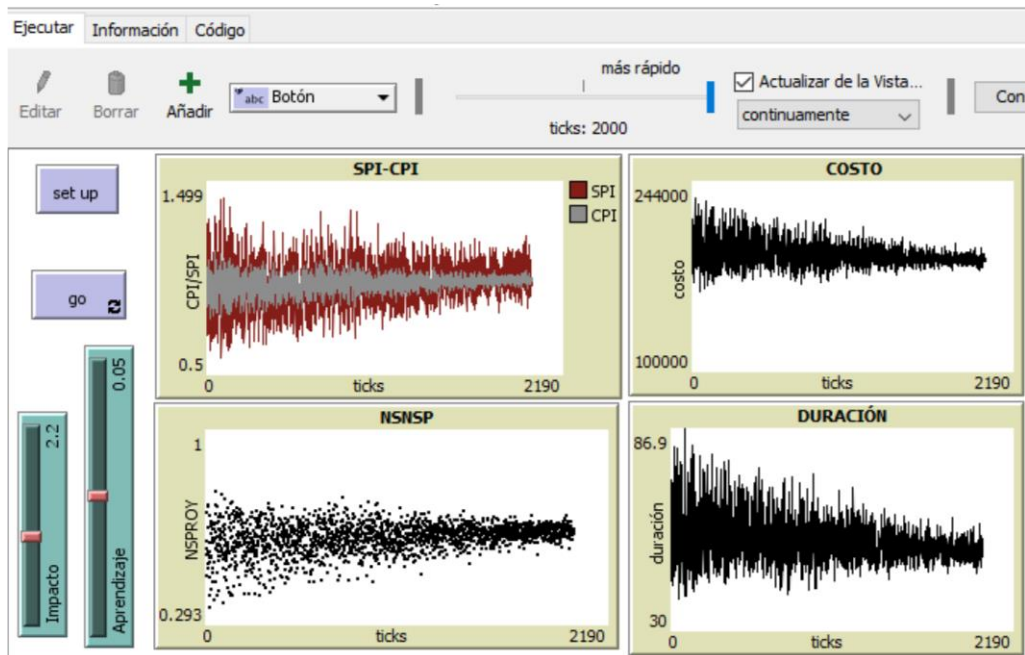 Ejecutar Información Código
Editar Borrar Añadir
abc Botón
más rápido
ticks: 2000
Actualizar de la Vista...
continuamente
Con
set up
go
Impacto 2.2
Aprendizaje 0.05
SPI-CPI
1.499
CPI/SPI
0.5
0 ticks 2190
SPI
CPI
COSTO
244000
costo
100000
0 ticks 2190
NSNSP
1
NSPROY
0.293
0 ticks 2190
DURACIÓN
86.9
duración
30
0 ticks 2190